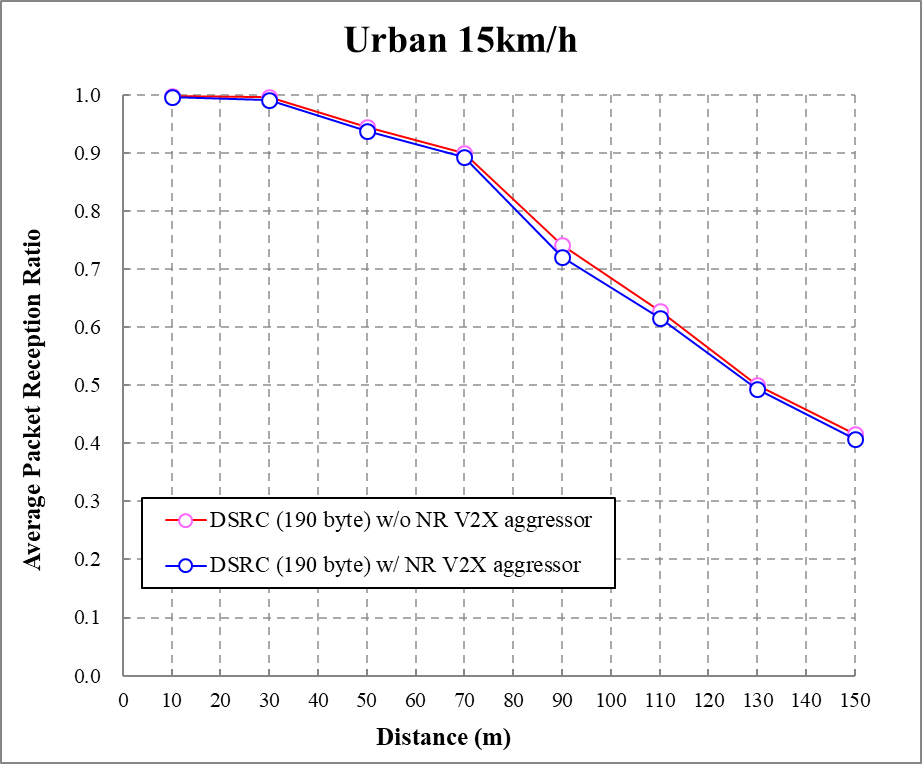 Urban 15km/h
1.0
0.9
0.8
0.7
0.6
0.5
0.4
0.3
0.2
0.1
0.0
Average Packet Reception Ratio
DSRC (190 byte) w/o NR V2X aggressor
DSRC (190 byte) w/ NR V2X aggressor
0 10 20 30 40 50 60 70 80 90 100 110 120 130 140 150
Distance (m)